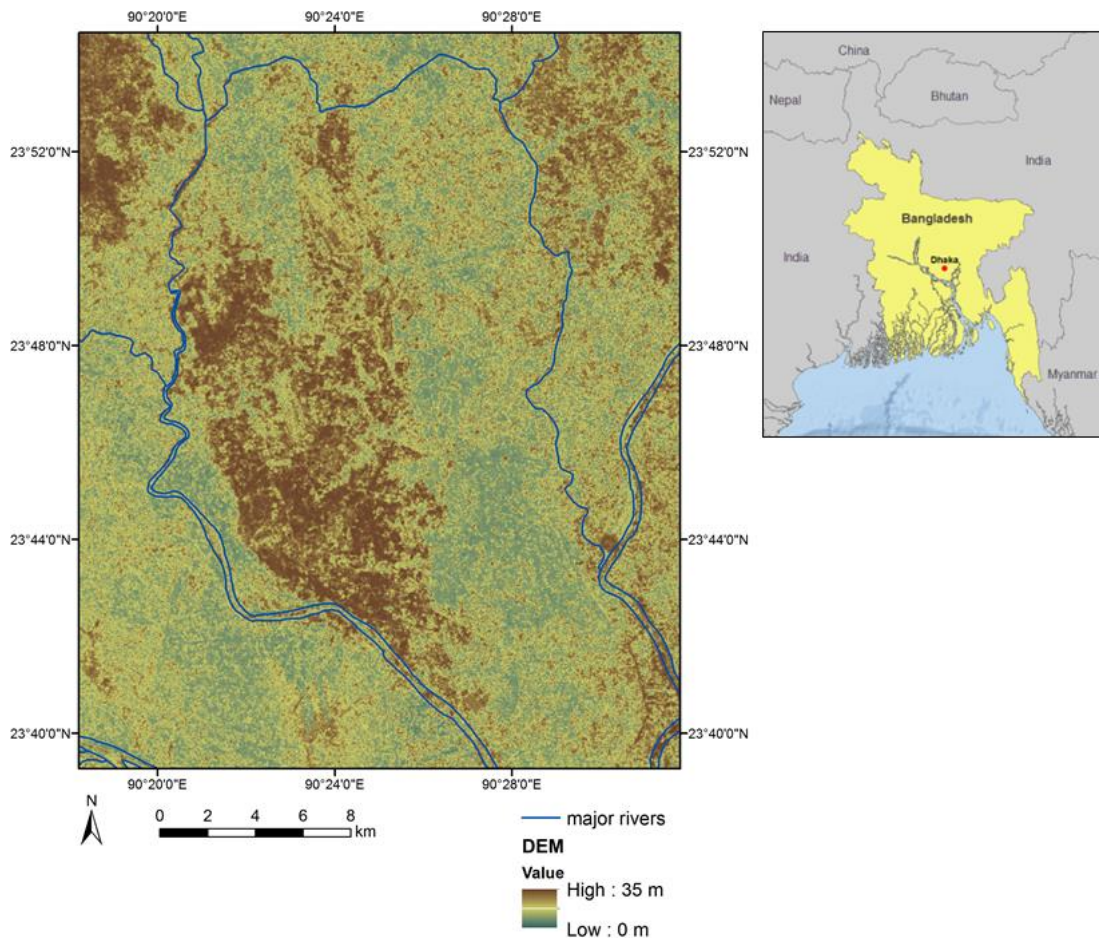 90°20'0"E 90°24'0"E 90°28'0"E
23°52'0"N 23°52'0"N
23°48'0"N 23°48'0"N
23°44'0"N 23°44'0"N
23°40'0"N 23°40'0"N
90°20'0"E 90°24'0"E 90°28'0"E
China
Nepal
Bhutan
India
Bangladesh
India
Dhaka
Myanmar
N
0 2 4 6 8
km
major rivers
DEM
Value
High : 35 m
Low : 0 m